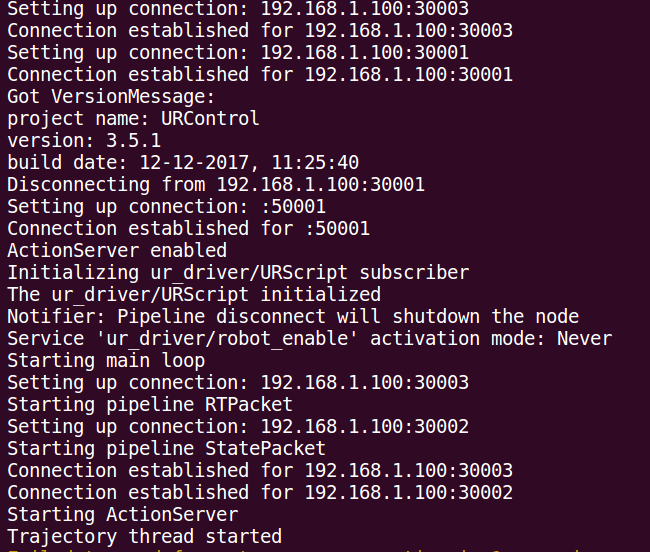 Setting up connection: 192.168.1.100:30003
Connection established for 192.168.1.100:30003
Setting up connection: 192.168.1.100:30001
Connection established for 192.168.1.100:30001
Got VersionMessage:
project name: URControl
version: 3.5.1
build date: 12-12-2017, 11:25:40
Disconnecting from 192.168.1.100:30001
Setting up connection: :50001
Connection established for :50001
ActionServer enabled
Initializing ur_driver/URScript subscriber
The ur_driver/URScript initialized
Notifier: Pipeline disconnect will shutdown the node
Service 'ur_driver/robot_enable' activation mode: Never
Starting main loop
Setting up connection: 192.168.1.100:30003
Starting pipeline RTPacket
Setting up connection: 192.168.1.100:30002
Starting pipeline StatePacket
Connection established for 192.168.1.100:30003
Connection established for 192.168.1.100:30002
Starting ActionServer
Trajectory thread started